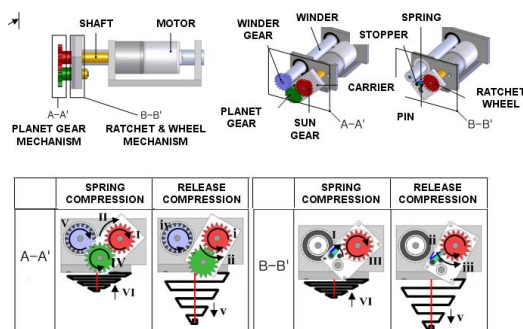 SHAFT
MOTOR
WINDER GEAR
WINDER
SPRING
STOPPER
CARRIER
RATCHET WHEEL
PLANET GEAR
SUN GEAR
PIN
A-A'
B-B'
A-A'
B-B'
PLANET GEAR MECHANISM
RATCHET & WHEEL MECHANISM
SPRING COMPRESSION
RELEASE COMPRESSION
SPRING COMPRESSION
RELEASE COMPRESSION
A-A'
V
II
I
IV
VI
iv
i
ii
v
B-B'
I
III
VI
ii
iii
v